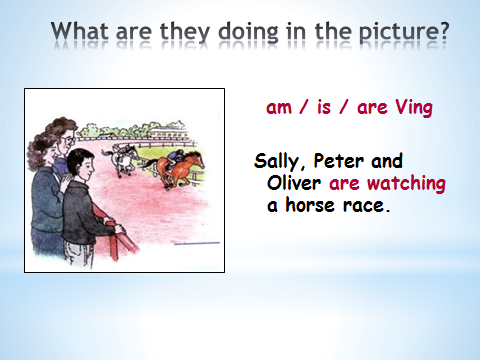 What are they doing in the picture?
am / is / are Ving
Sally, Peter and
Oliver are watching
a horse race.